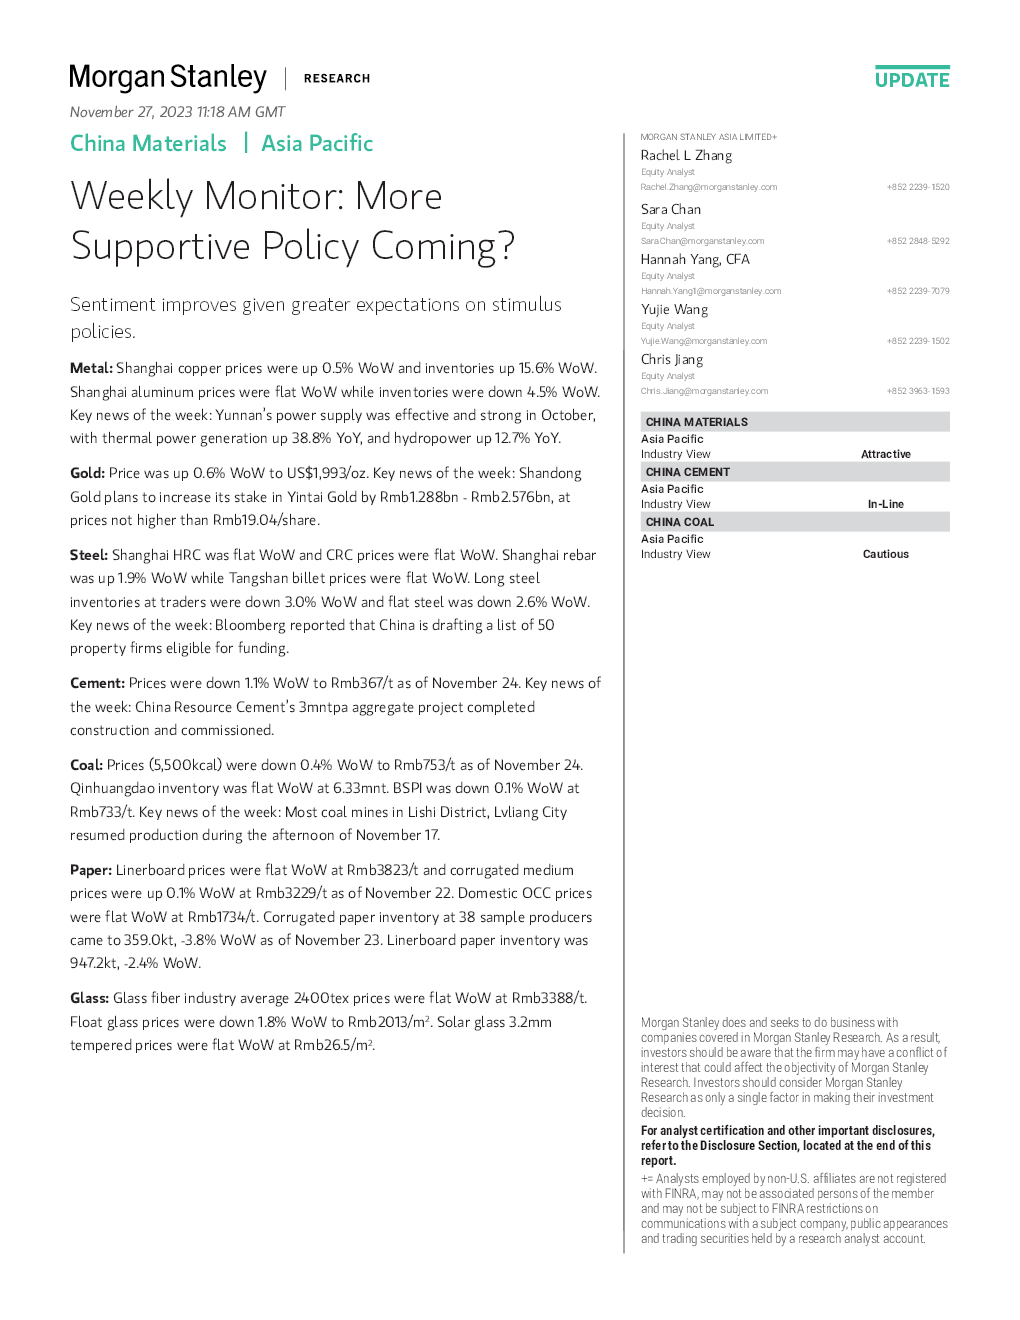 Morgan Stanley | RESEARCH
UPDATE
November 27, 2023 11:18 AM GMT
China Materials | Asia Pacific
Weekly Monitor: More
Supportive Policy Coming?
Sentiment improves given greater expectations on stimulus
policies.
Metal: Shanghai copper prices were up 0.5% WoW and inventories up 15.6% WoW.
Shanghai aluminum prices were flat WoW while inventories were down 4.5% WoW.
Key news of the week: Yunnan's power supply was effective and strong in October,
with thermal power generation up 38.8% YoY, and hydropower up 12.7% YoY.
Gold: Price was up 0.6% WoW to US$1,993/oz. Key news of the week: Shandong
Gold plans to increase its stake in Yintai Gold by Rmb1.288bn - Rmb2.576bn, at
prices not higher than Rmb19.04/share.
Steel: Shanghai HRC was flat WoW and CRC prices were flat WoW. Shanghai rebar
was up 1.9% WoW while Tangshan billet prices were flat WoW. Long steel
inventories at traders were down 3.0% WoW and flat steel was down 2.6% WoW.
Key news of the week: Bloomberg reported that China is drafting a list of 50
property firms eligible for funding.
Cement: Prices were down 1.1% WoW to Rmb367/t as of November 24. Key news of
the week: China Resource Cement's 3mntpa aggregate project completed
construction and commissioned.
Coal: Prices (5,500kcal) were down 0.4% WoW to Rmb753/t as of November 24.
Qinhuangdao inventory was flat WoW at 6.33mnt. BSPI was down 0.1% WoW at
Rmb733/t. Key news of the week: Most coal mines in Lishi District, Lvliang City
resumed production during the afternoon of November 17.
Paper: Linerboard prices were flat WoW at Rmb3823/t and corrugated medium
prices were up 0.1% WoW at Rmb3229/t as of November 22. Domestic OCC prices
were flat WoW at Rmb1734/t. Corrugated paper inventory at 38 sample producers
came to 359.0kt, -3.8% WoW as of November 23. Linerboard paper inventory was
947.2kt, -2.4% WoW.
Glass: Glass fiber industry average 2400tex prices were flat WoW at Rmb3388/t.
Float glass prices were down 1.8% WoW to Rmb2013/m². Solar glass 3.2mm
tempered prices were flat WoW at Rmb26.5/m².
MORGAN STANLEY ASIA LIMITED+
Rachel L Zhang
Equity Analyst
Rachel.Zhang@morganstanley.com +852 2239-1520
Sara Chan
Equity Analyst
Sara.Chan@morganstanley.com +852 2848-5292
Hannah Yang, CFA
Equity Analyst
Hannah.Yang1@morganstanley.com +852 2239-7079
Yujie Wang
Equity Analyst
Yujie.Wang@morganstanley.com +852 2239-1502
Chris Jiang
Equity Analyst
Chris.Jiang@morganstanley.com +852 3963-1593
CHINA MATERIALS
Asia Pacific
Industry View Attractive
CHINA CEMENT
Asia Pacific
Industry View In-Line
CHINA COAL
Asia Pacific
Industry View Cautious
Morgan Stanley does and seeks to do business with
companies covered in Morgan Stanley Research. As a result,
investors should be aware that the firm may have a conflict of
interest that could affect the objectivity of Morgan Stanley
Research. Investors should consider Morgan Stanley
Research as only a single factor in making their investment
decision.
For analyst certification and other important disclosures,
refer to the Disclosure Section, located at the end of this
report.
+= Analysts employed by non-U.S. affiliates are not registered
with FINRA, may not be associated persons of the member
and may not be subject to FINRA restrictions on
communications with a subject company, public appearances
and trading securities held by a research analyst account.